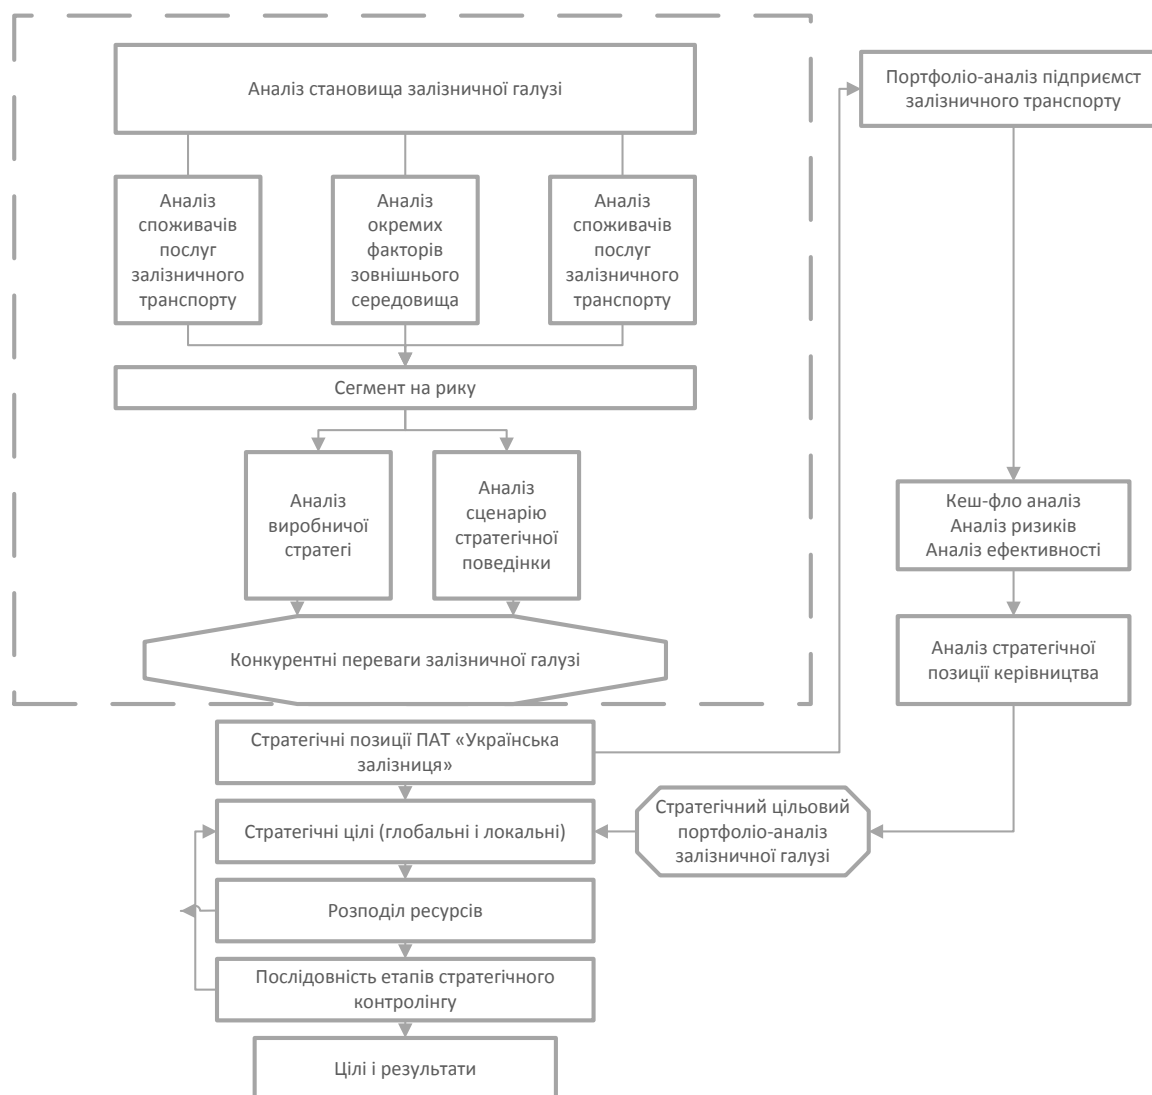 Аналіз становища залізничної галузі
Портфоліо-аналіз підприємст
залізничного транспорту
Аналіз
споживачів
послуг
залізничного
транспорту
Аналіз
окремих
факторів
зовнішнього
середовища
Аналіз
споживачів
послуг
залізничного
транспорту
Сегмент на рику
Аналіз
виробничої
стратегі
Аналіз
сценарію
стратегічної
поведінки
Кеш-фло аналіз
Аналіз ризиків
Аналіз ефективності
Конкурентні переваги залізничної галузі
Аналіз стратегічної
позиції керівництва
Стратегічні позиції ПАТ «Українська
залізниця»
Стратегічні цілі (глобальні і локальні)
Стратегічний цільовий
портфоліо-аналіз
залізничної галузі
Розподіл ресурсів
Послідовність етапів стратегічного
контролінгу
Цілі і результати